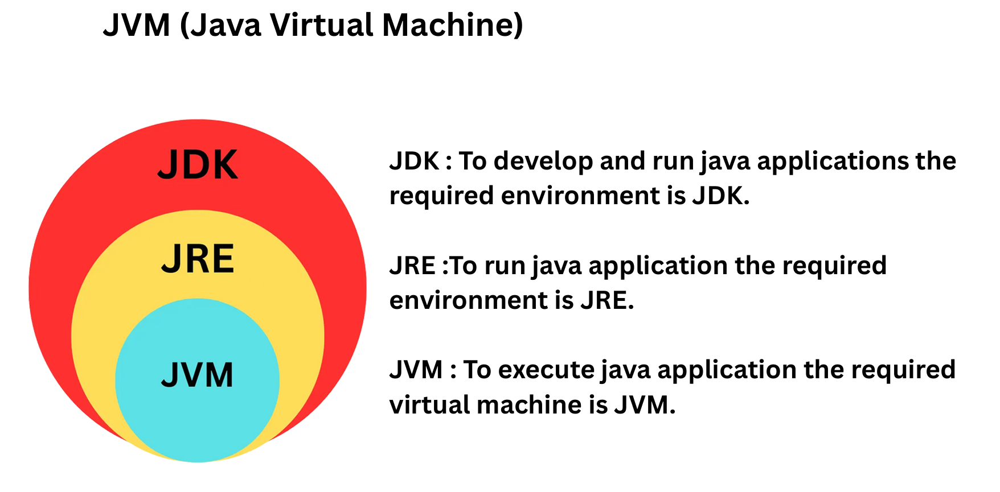 JVM (Java Virtual Machine)
JDK
JRE
JVM
JDK : To develop and run java applications the
required environment is JDK.
JRE :To run java application the required
environment is JRE.
JVM : To execute java application the required
virtual machine is JVM.